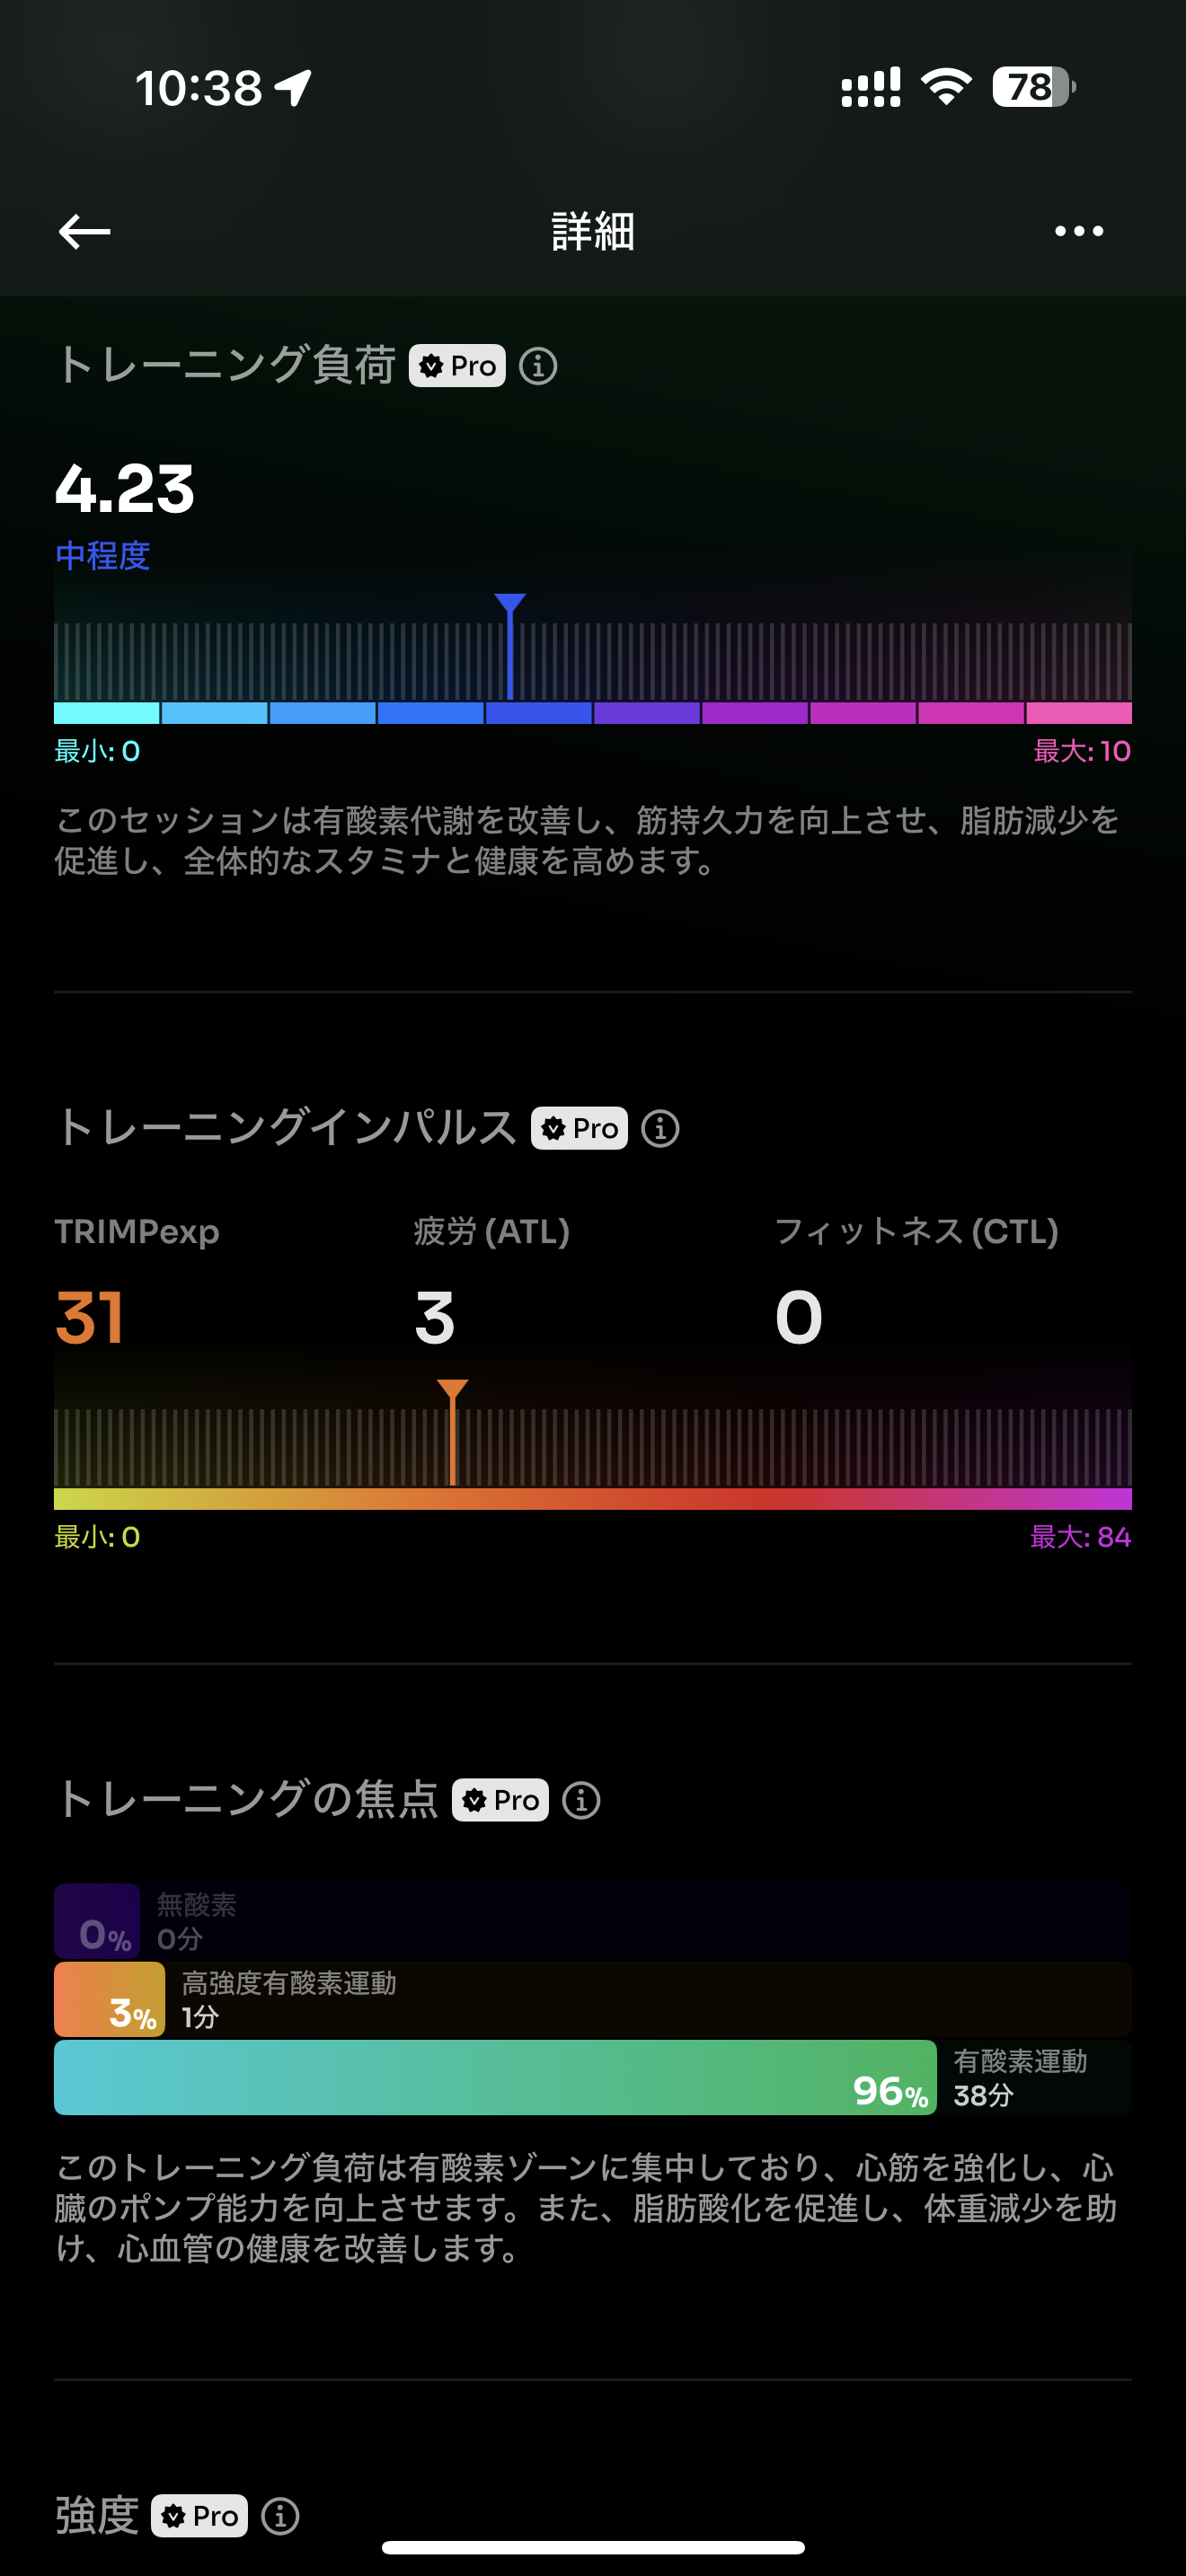 10:38
78
詳細
トレーニング負荷 Pro
4.23
中程度
最小: 0
最大: 10
このセッションは有酸素代謝を改善し、筋持久力を向上させ、脂肪減少を
促進し、全体的なスタミナと健康を高めます。
トレーニングインパルス Pro
TRIMPexp
疲労 (ATL)
フィットネス (CTL)
31
3
0
最小: 0
最大: 84
トレーニングの焦点 Pro
0%
無酸素
0分
3%
高強度有酸素運動
1分
96%
有酸素運動
38分
このトレーニング負荷は有酸素ゾーンに集中しており、心筋を強化し、心
臓のポンプ能力を向上させます。また、脂肪酸化を促進し、体重減少を助
け、心血管の健康を改善します。
強度 Pro